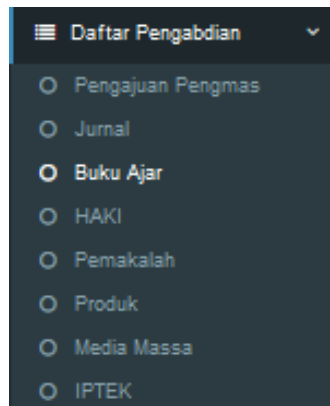 Daftar Pengabdian
Pengajuan Pengmas
Jurnal
Buku Ajar
HAKI
Pemakalah
Produk
Media Massa
IPTEK